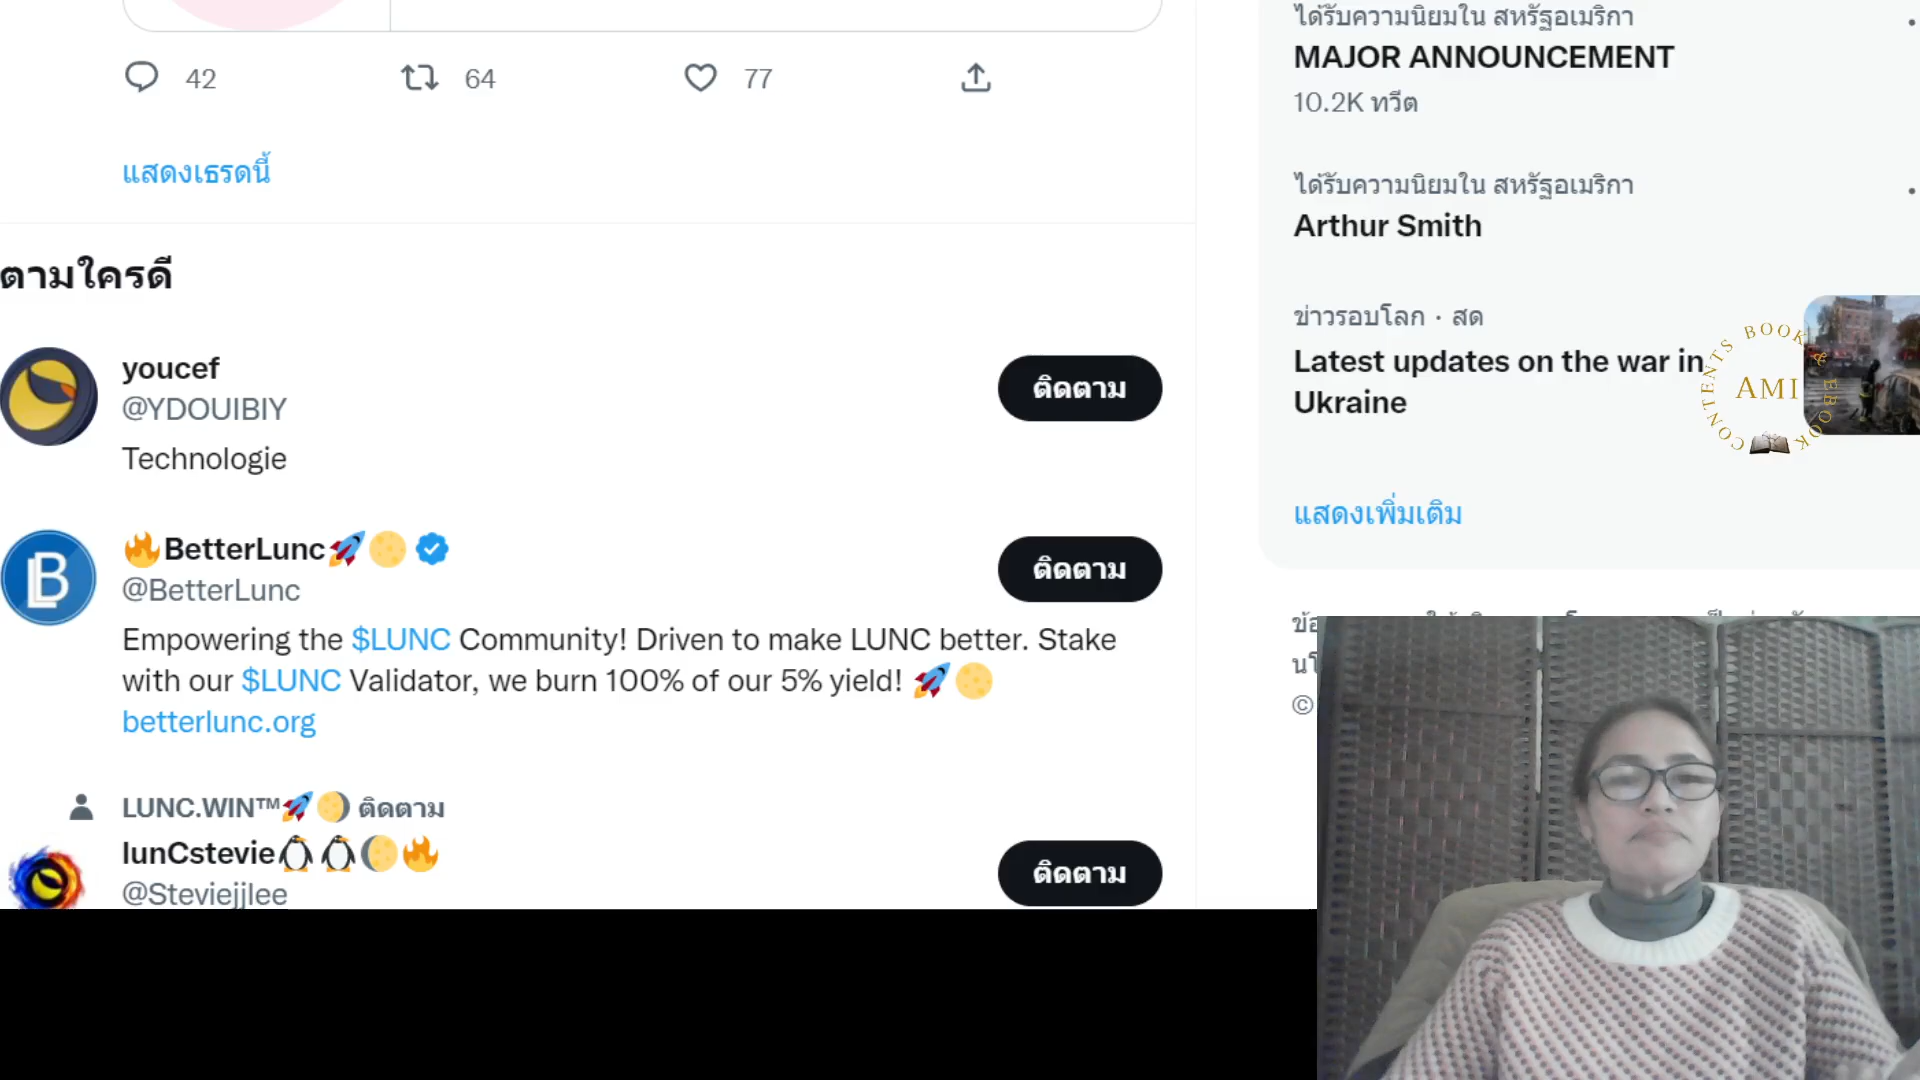 42
64
77
แสดงเธรดนี้
ตามใครดี
youcef
@YDOUIBIY
Technologie
ติดตาม
🔥BetterLunc🚀🌕
@BetterLunc
ติดตาม
Empowering the $LUNC Community! Driven to make LUNC better. Stake
with our $LUNC Validator, we burn 100% of our 5% yield! 🚀🌕
betterlunc.org
LUNC.WIN™🚀🌖 ติดตาม
lunCstevie🐧🐧🌔🔥
@Steviejjlee
ติดตาม
ได้รับความนิยมใน สหรัฐอเมริกา
MAJOR ANNOUNCEMENT
10.2K ทวีต
ได้รับความนิยมใน สหรัฐอเมริกา
Arthur Smith
ข่าวรอบโลก · สด
Latest updates on the war in
Ukraine
แสดงเพิ่มเติม
CONTENTS BOOK & EBOOK
AMI
©